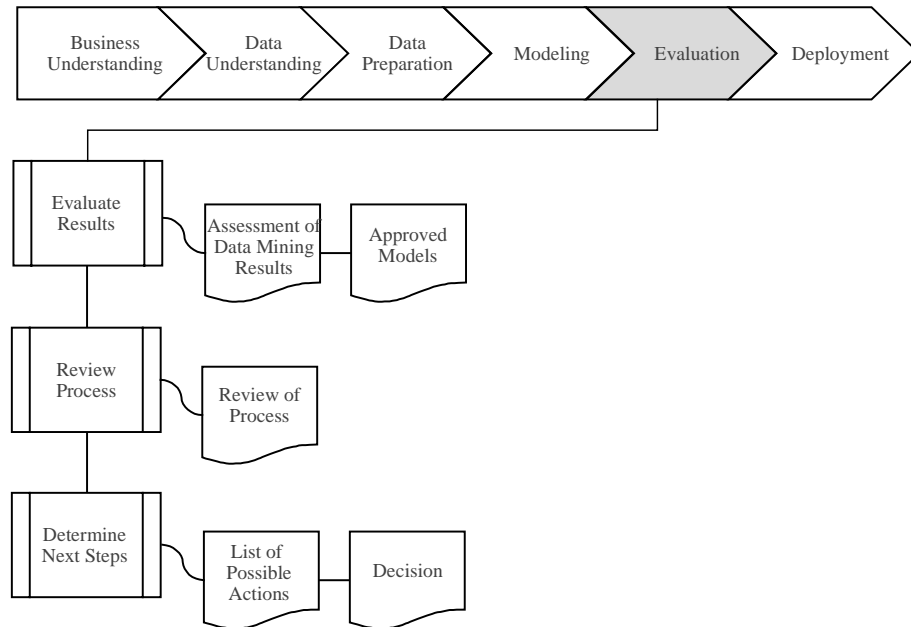 Business
Understanding
Data
Understanding
Data
Preparation
Modeling
Evaluation
Deployment
Evaluate
Results
Assessment of
Data Mining
Results
Approved
Models
Review
Process
Review of
Process
Determine
Next Steps
List of
Possible
Actions
Decision